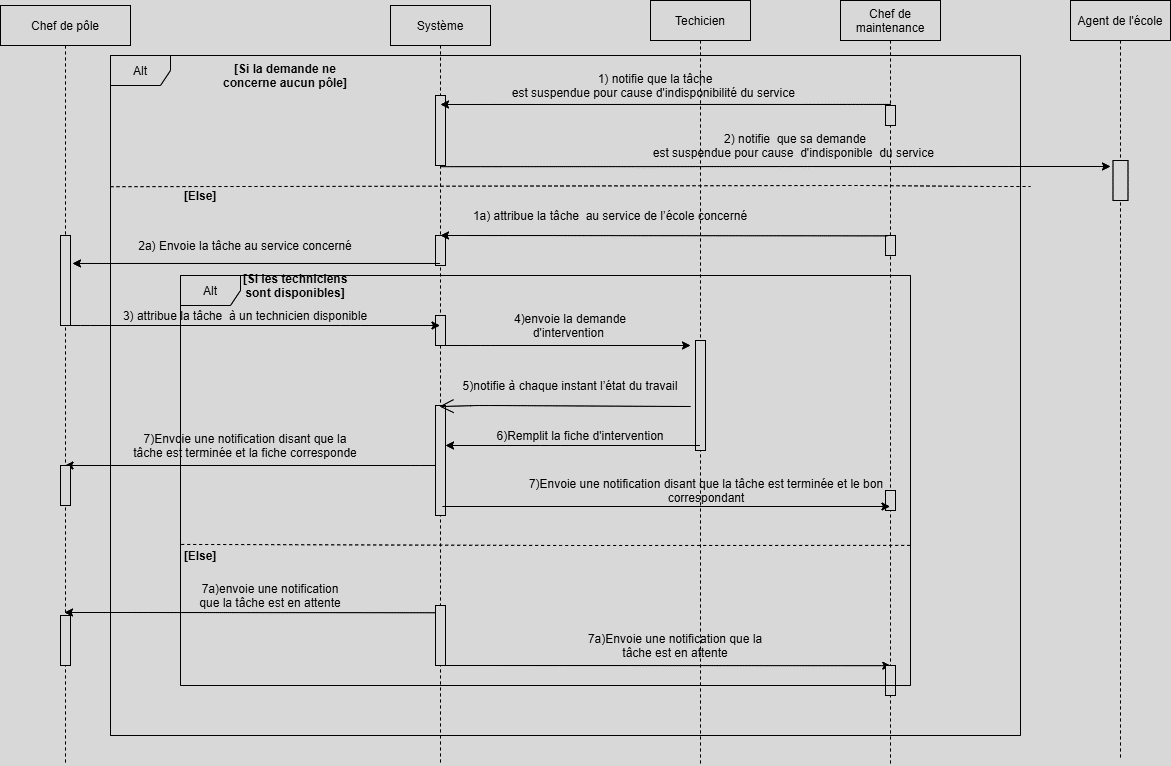 Chef de pôle
Système
Techicien
Chef de
maintenance
Agent de l'école
Alt
[Si la demande ne
concerne aucun pôle]
1) notifie que la tâche
est suspendue pour cause d'indisponibilité du service
2) notifie que sa demande
est suspendue pour cause d'indisponible du service
[Else]
1a) attribue la tâche au service de l'école concerné
2a) Envoie la tâche au service concerné
Alt
[Si les techniciens
sont disponibles]
3) attribue la tâche à un technicien disponible
4)envoie la demande
d'intervention
5)notifie à chaque instant l'état du travail
6)Remplit la fiche d'intervention
7)Envoie une notification disant que la
tâche est terminée et la fiche corresponde
7)Envoie une notification disant que la tâche est terminée et le bon
correspondant
[Else]
7a)envoie une notification
que la tâche est en attente
7a)Envoie une notification que la
tâche est en attente